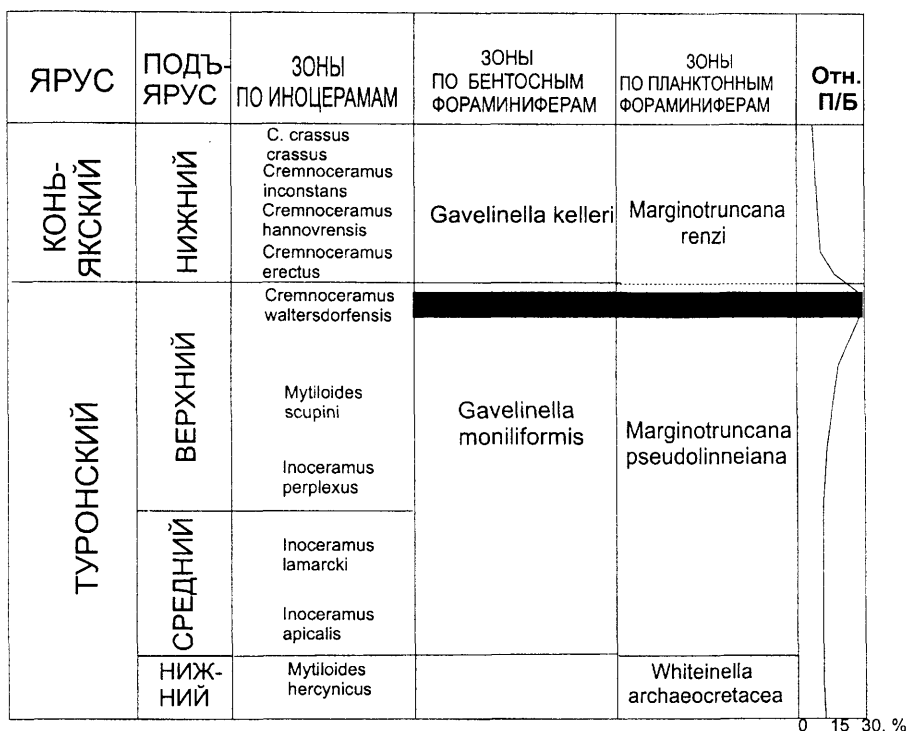 ЯРУС
ПОДЪ-
ЯРУС
ЗОНЫ
ПО ИНОЦЕРАМАМ
ЗОНЫ
ПО БЕНТОСНЫМ
ФОРАМИНИФЕРАМ
ЗОНЫ
ПО ПЛАНКТОННЫМ
ФОРАМИНИФЕРАМ
Отн.
П/Б
КОНЬ-
ЯКСКИЙ
НИЖНИЙ
C. crassus
crassus
Cremnoceramus
inconstans
Cremnoceramus
hannovrensis
Cremnoceramus
erectus
Gavelinella kelleri
Marginotruncana
renzi
ТУРОНСКИЙ
ВЕРХНИЙ
Cremnoceramus
waltersdorfensis
Mytiloides
scupini
Inoceramus
perplexus
Gavelinella
moniliformis
Marginotruncana
pseudolinneiana
СРЕДНИЙ
Inoceramus
lamarcki
Inoceramus
apicalis
НИЖ-
НИЙ
Mytiloides
hercynicus
Whiteinella
archaeocretacea
0 15 30, %